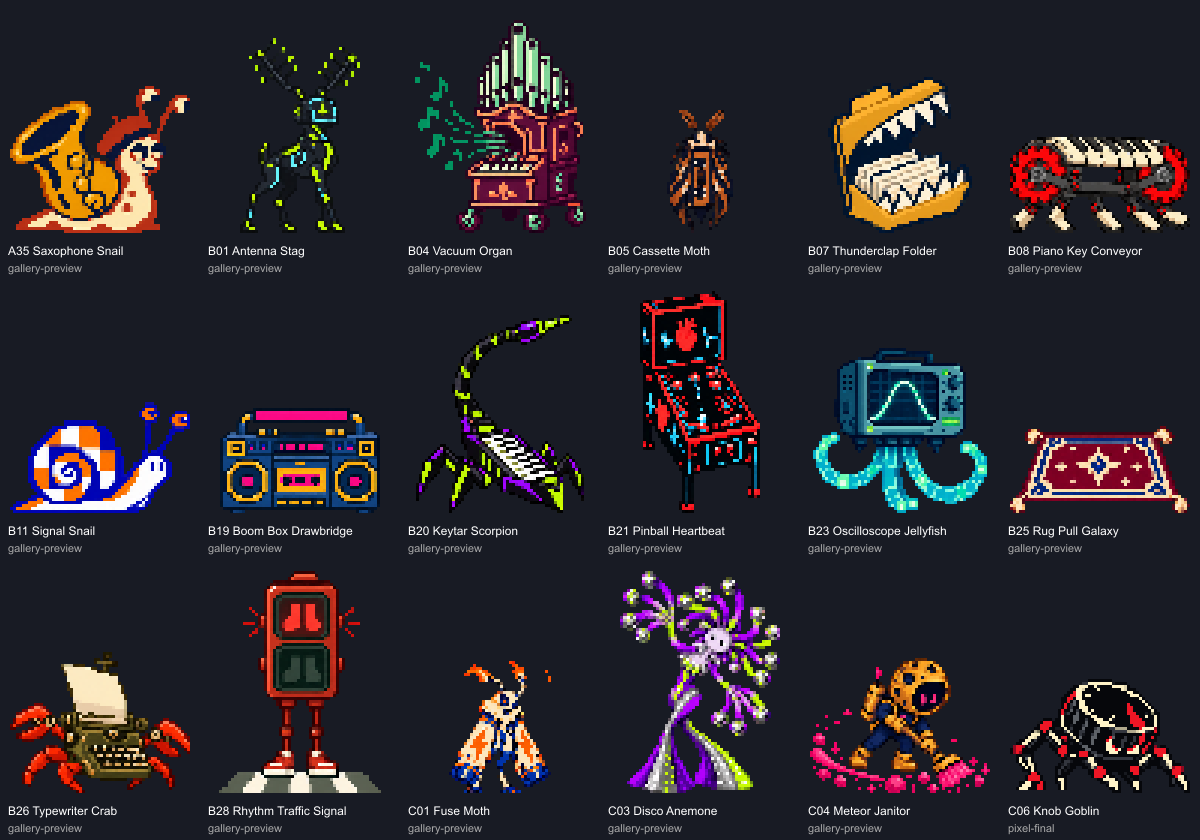 A35 Saxophone Snail
gallery-preview
B01 Antenna Stag
gallery-preview
B04 Vacuum Organ
gallery-preview
B05 Cassette Moth
gallery-preview
B07 Thunderclap Folder
gallery-preview
B08 Piano Key Conveyor
gallery-preview
B11 Signal Snail
gallery-preview
B19 Boom Box Drawbridge
gallery-preview
B20 Keytar Scorpion
gallery-preview
B21 Pinball Heartbeat
gallery-preview
B23 Oscilloscope Jellyfish
gallery-preview
B25 Rug Pull Galaxy
gallery-preview
B26 Typewriter Crab
gallery-preview
B28 Rhythm Traffic Signal
gallery-preview
C01 Fuse Moth
gallery-preview
C03 Disco Anemone
gallery-preview
C04 Meteor Janitor
gallery-preview
C06 Knob Goblin
pixel-final